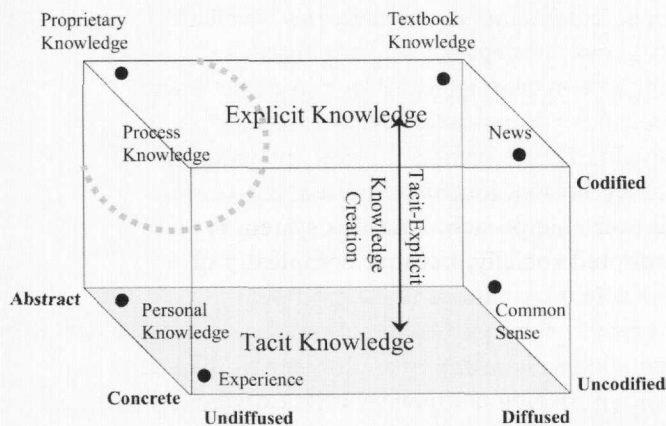 Proprietary
Knowledge
Textbook
Knowledge
Explicit Knowledge
Process
Knowledge
News
Tacit-Explicit
Knowledge
Creation
Codified
Abstract
Personal
Knowledge
Common
Sense
Tacit Knowledge
Experience
Concrete
Uncodified
Undiffused
Diffused